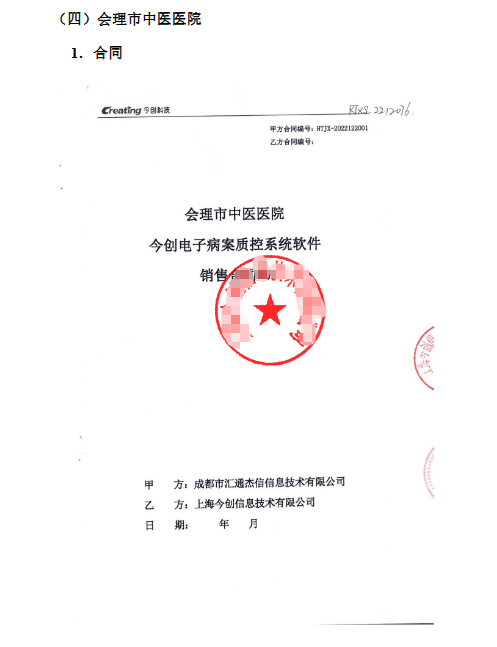 （四）会理市中医医院
1．合同
Creating 今创科技
RJXS2212076.
甲方合同编号：HTJX-2022122001
乙方合同编号：
会理市中医医院
今创电子病案质控系统软件
销售
甲 方：成都市汇通杰信信息技术有限公司
乙 方：上海今创信息技术有限公司
日 期： 年 月